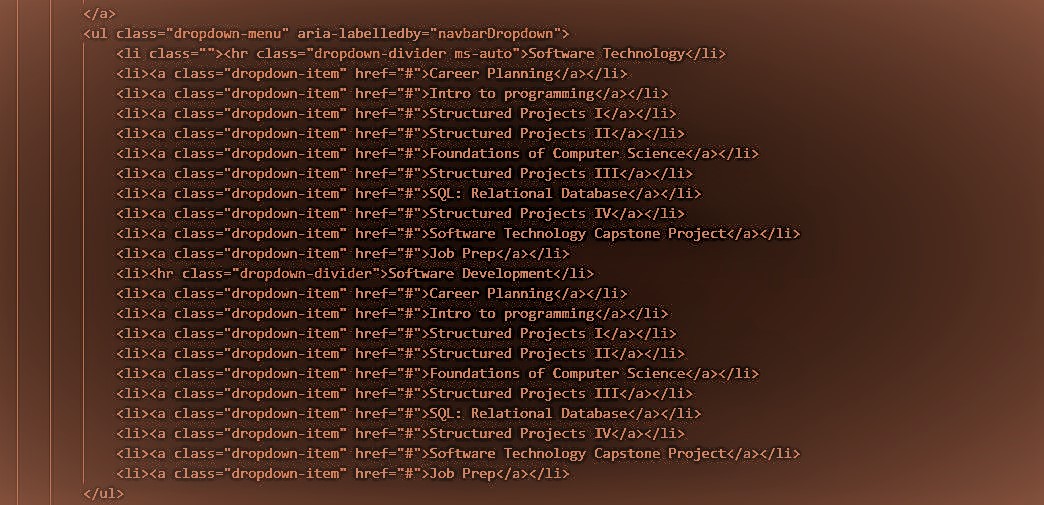 </a>
<ul class="dropdown-menu" aria-labelledby="navbarDropdown">
<li class=""><hr class="dropdown-divider ms-auto">Software Technology</li>
<li><a class="dropdown-item" href="#">Career Planning</a></li>
<li><a class="dropdown-item" href="#">Intro to programming</a></li>
<li><a class="dropdown-item" href="#">Structured Projects I</a></li>
<li><a class="dropdown-item" href="#">Structured Projects II</a></li>
<li><a class="dropdown-item" href="#">Foundations of Computer Science</a></li>
<li><a class="dropdown-item" href="#">Structured Projects III</a></li>
<li><a class="dropdown-item" href="#">SQL: Relational Database</a></li>
<li><a class="dropdown-item" href="#">Structured Projects IV</a></li>
<li><a class="dropdown-item" href="#">Software Technology Capstone Project</a></li>
<li><a class="dropdown-item" href="#">Job Prep</a></li>
<li><hr class="dropdown-divider">Software Development</li>
<li><a class="dropdown-item" href="#">Career Planning</a></li>
<li><a class="dropdown-item" href="#">Intro to programming</a></li>
<li><a class="dropdown-item" href="#">Structured Projects I</a></li>
<li><a class="dropdown-item" href="#">Structured Projects II</a></li>
<li><a class="dropdown-item" href="#">Foundations of Computer Science</a></li>
<li><a class="dropdown-item" href="#">Structured Projects III</a></li>
<li><a class="dropdown-item" href="#">SQL: Relational Database</a></li>
<li><a class="dropdown-item" href="#">Structured Projects IV</a></li>
<li><a class="dropdown-item" href="#">Software Technology Capstone Project</a></li>
<li><a class="dropdown-item" href="#">Job Prep</a></li>
</ul>